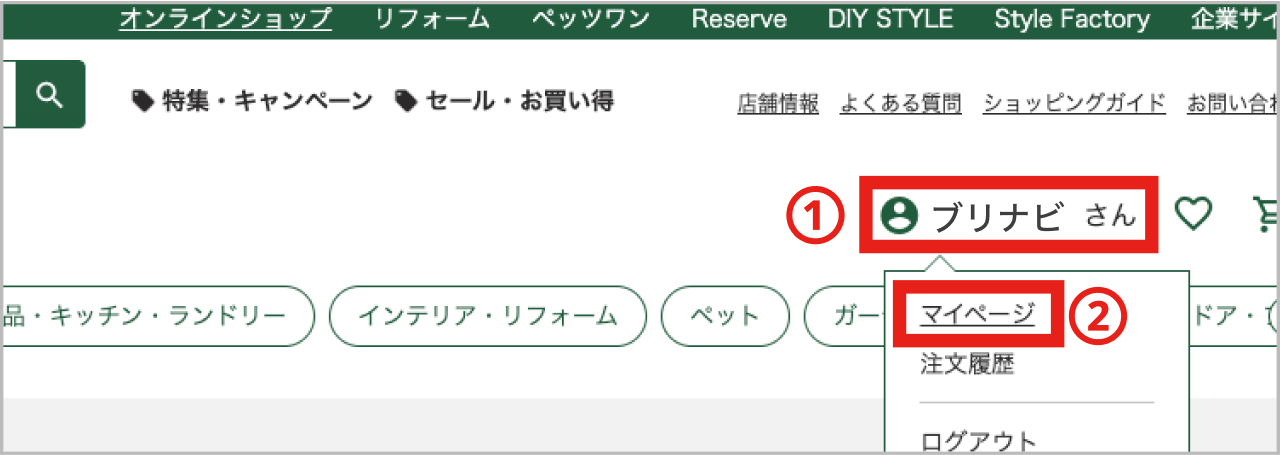 オンラインショップ リフォーム ペッツワン Reserve DIY STYLE Style Factory 企業サイ
特集・キャンペーン セール・お買い得
店舗情報 よくある質問 ショッピングガイド お問い合わ
① ブリナビ さん
品・キッチン・ランドリー インテリア・リフォーム ペット ガー ドア・
マイページ ②
注文履歴
ログアウト